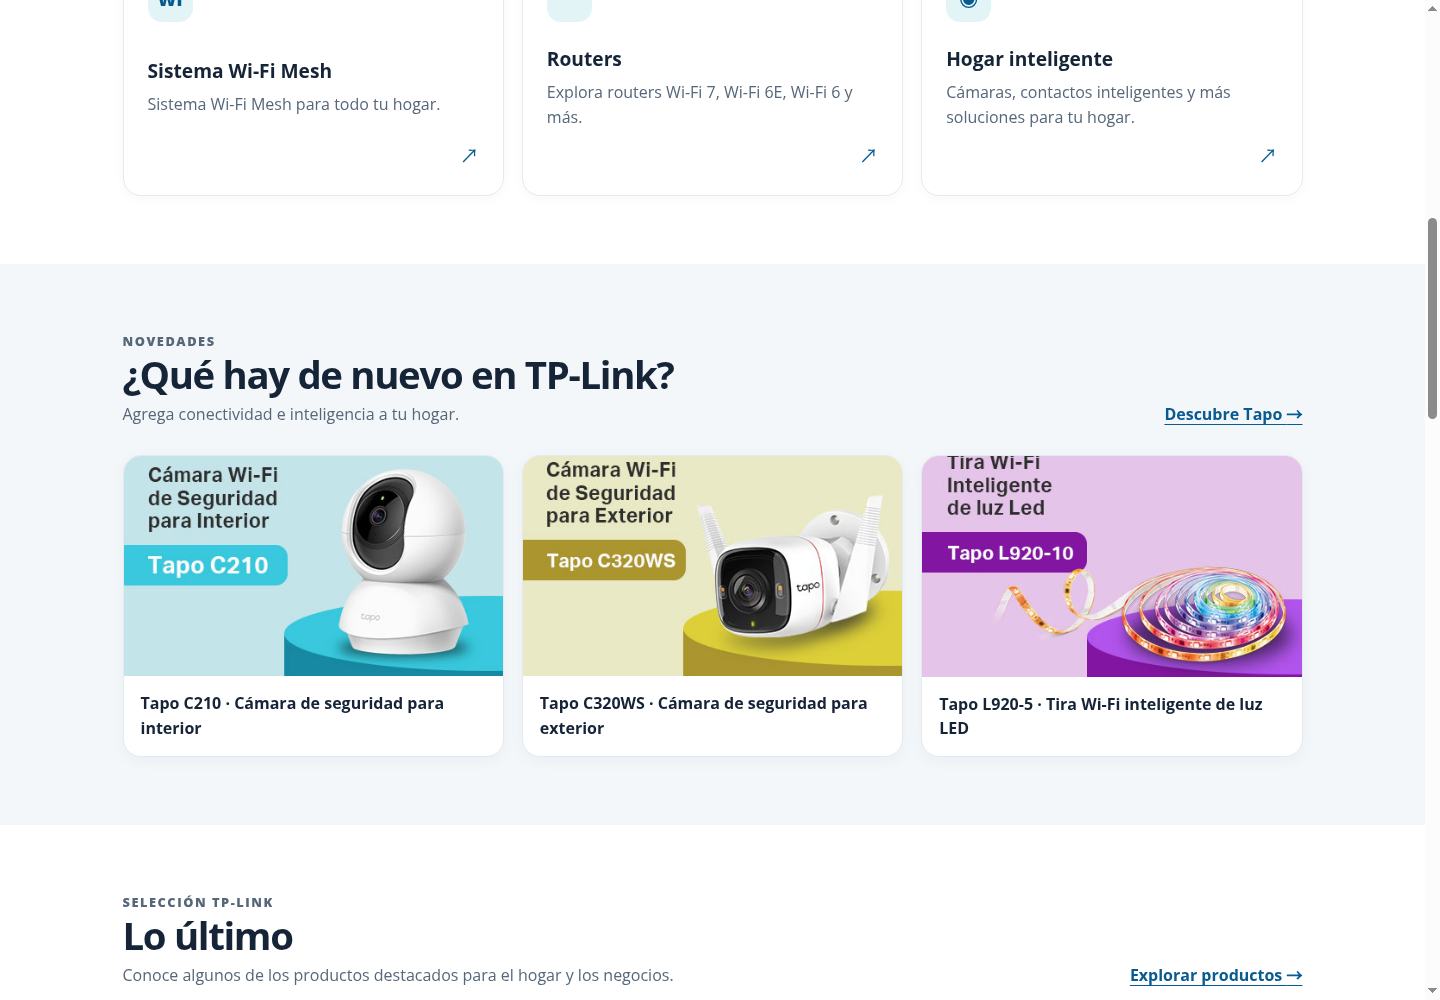 Sistema Wi-Fi Mesh
Sistema Wi-Fi Mesh para todo tu hogar.
↗
Routers
Explora routers Wi-Fi 7, Wi-Fi 6E, Wi-Fi 6 y
más.
↗
Hogar inteligente
Cámaras, contactos inteligentes y más
soluciones para tu hogar.
↗
NOVEDADES
¿Qué hay de nuevo en TP-Link?
Agrega conectividad e inteligencia a tu hogar.
Descubre Tapo →
Cámara Wi-Fi
de Seguridad
para Interior
Tapo C210
tapo
Tapo C210 · Cámara de seguridad para
interior
Cámara Wi-Fi
de Seguridad
para Exterior
Tapo C320WS
tapo
Tapo C320WS · Cámara de seguridad para
exterior
Tira Wi-Fi
Inteligente
de luz Led
Tapo L920-10
Tapo L920-5 · Tira Wi-Fi inteligente de luz
LED
SELECCIÓN TP-LINK
Lo último
Conoce algunos de los productos destacados para el hogar y los negocios.
Explorar productos →